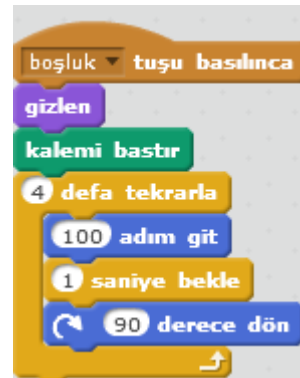 boşluk tuşu basılınca
gizlen
kalemi bastır
4 defa tekrarla
100 adım git
1 saniye bekle
90 derece dön